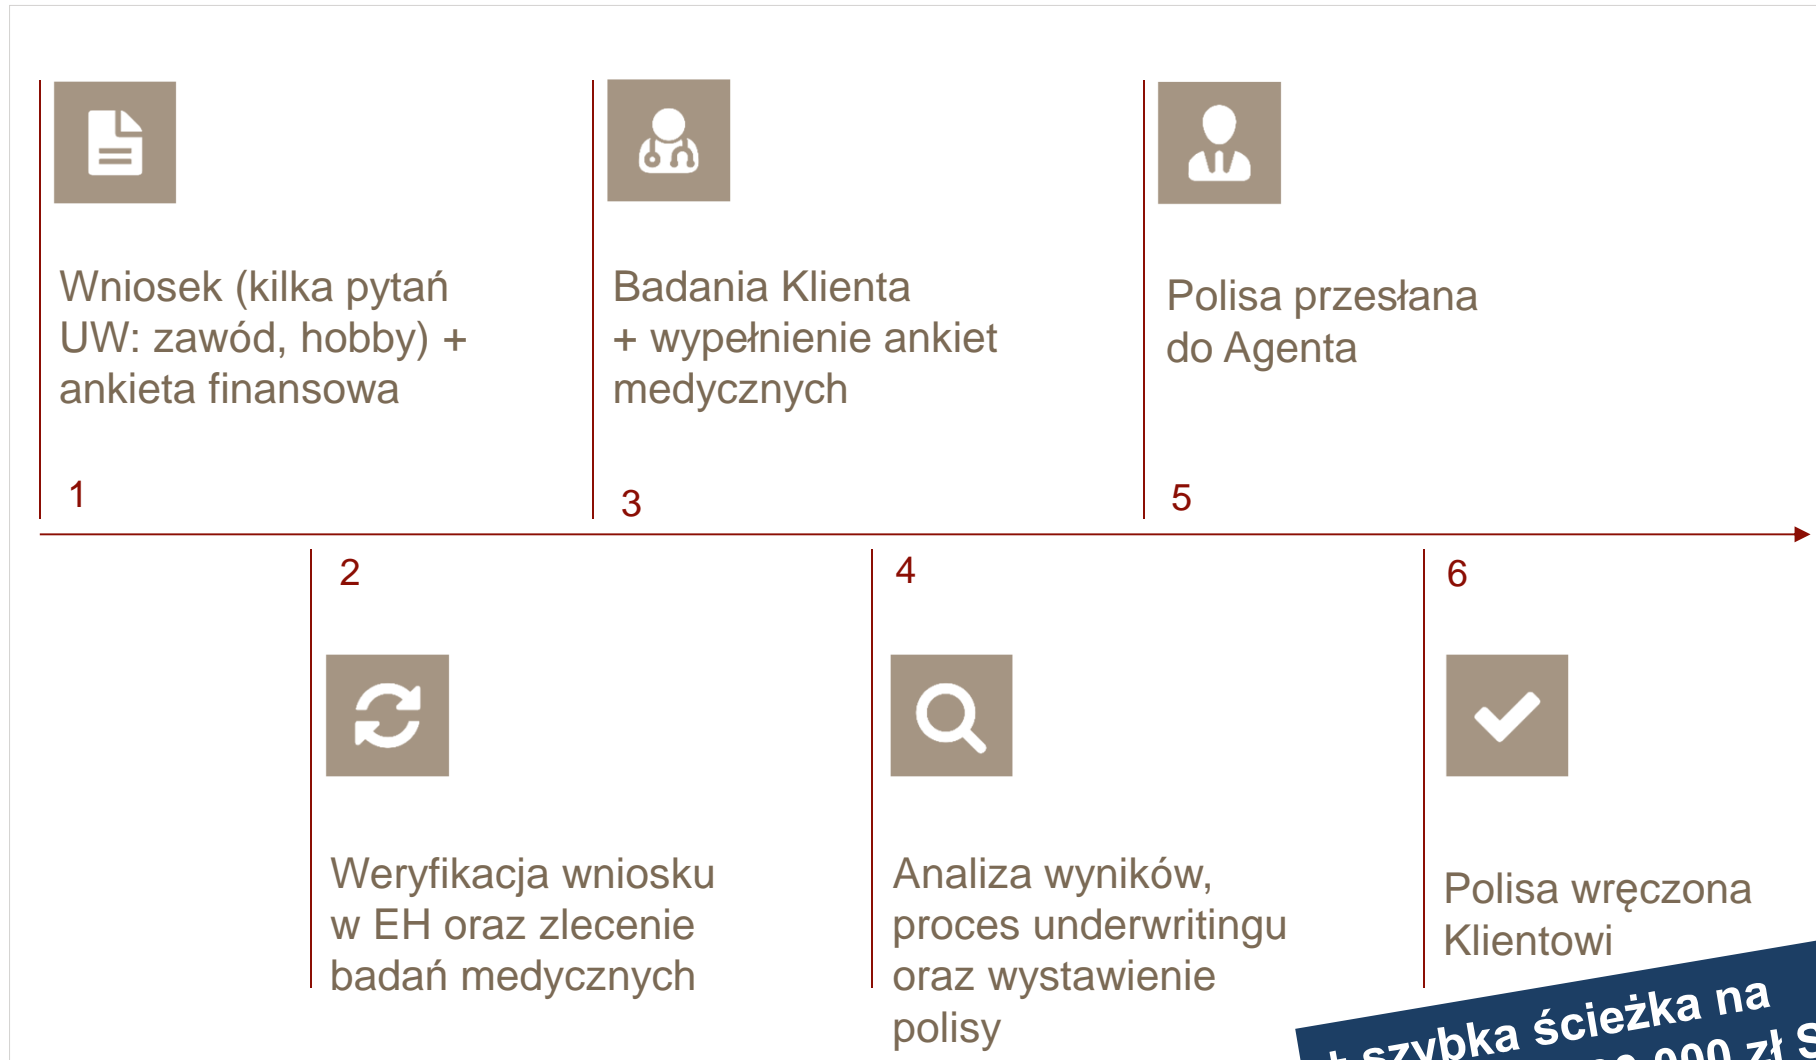 Wniosek (kilka pytań
UW: zawód, hobby) +
ankieta finansowa
1
2
Weryfikacja wniosku
w EH oraz zlecenie
badań medycznych
Badania Klienta
+ wypełnienie ankiet
medycznych
3
4
Analiza wyników,
proces underwritingu
oraz wystawienie
polisy
Polisa przesłana
do Agenta
5
6
Polisa wręczona
Klientowi
+ szybka ścieżka na
000 zł